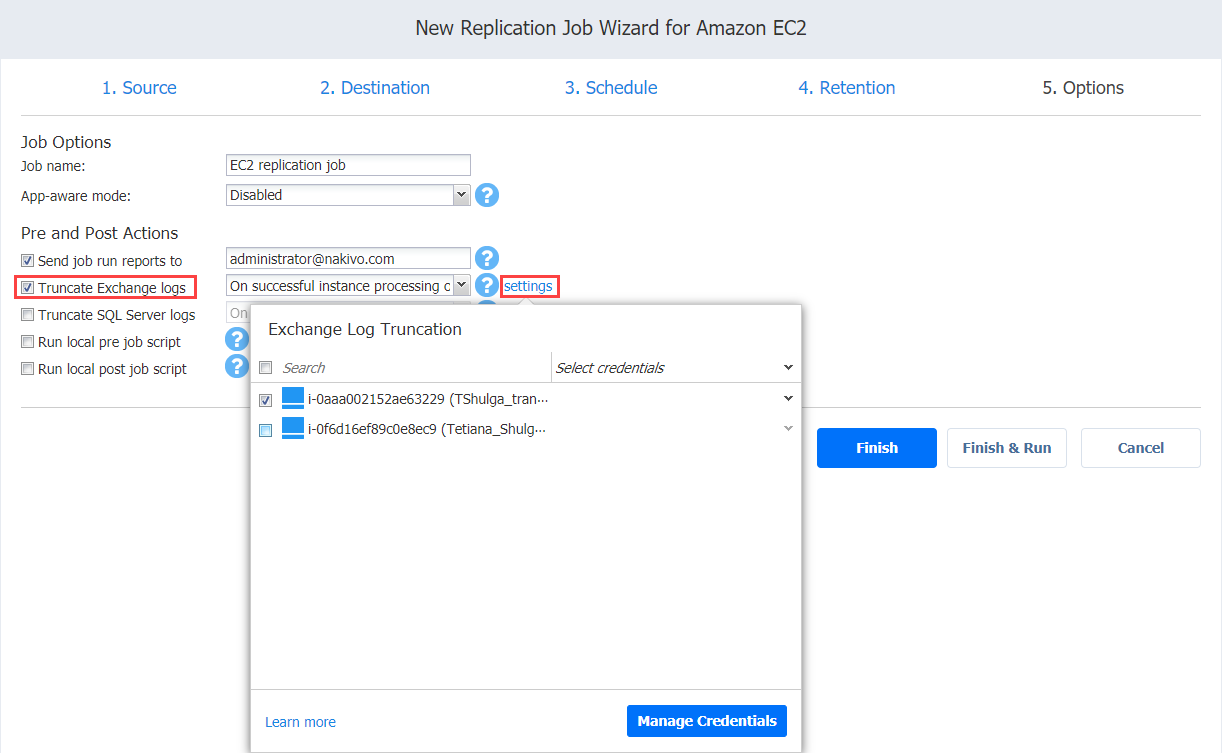 New Replication Job Wizard for Amazon EC2
1. Source 2. Destination 3. Schedule 4. Retention 5. Options
Job Options
Job name: EC2 replication job
App-aware mode: Disabled ?
Pre and Post Actions
Send job run reports to administrator@nakivo.com ?
Truncate Exchange logs On successful instance processing o ? settings
Truncate SQL Server logs On
Run local pre job script ?
Run local post job script ?
Exchange Log Truncation
Search Select credentials
i-0aaa002152ae63229 (TShulga_tran···
i-0f6d16ef89c0e8ec9 (Tetiana_Shulg···
Finish Finish & Run Cancel
Learn more Manage Credentials